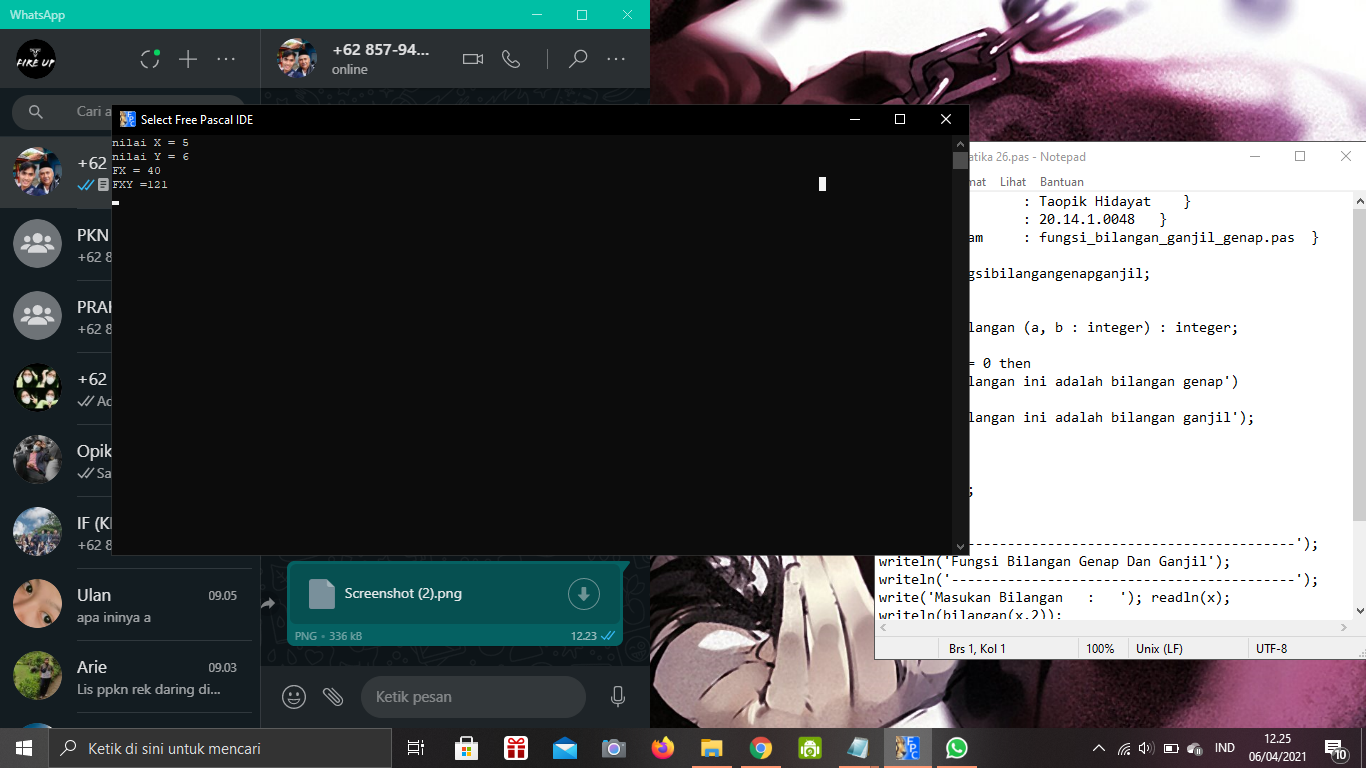 WhatsApp
FIRE UP
Cari a
+62
PKN
+62 8
PRAK
+62 8
+62
Ad
Opik
Sa
IF (KI
+62 8
Ulan
09.05
apa ininya a
Arie
09.03
Lis ppkn rek daring di...
+62 857-94...
online
Select Free Pascal IDE
nilai X = 5
nilai Y = 6
FX = 40
FXY =121
Screenshot (2).png
PNG • 336 kB
12.23
Ketik pesan
atika 26.pas - Notepad
mat Lihat Bantuan
: Taopik Hidayat }
: 20.14.1.0048 }
am : fungsi_bilangan_ganjil_genap.pas }
gsibilangangenapganjil;
langan (a, b : integer) : integer;
= 0 then
langan ini adalah bilangan genap')
langan ini adalah bilangan ganjil');
;
-------------------------------------------');
writeln('Fungsi Bilangan Genap Dan Ganjil');
writeln('-------------------------------------------');
write('Masukan Bilangan : '); readln(x);
writeln(bilangan(x,2));
Brs 1, Kol 1
100%
Unix (LF)
UTF-8
Ketik di sini untuk mencari
IND
12.25
06/04/2021
10